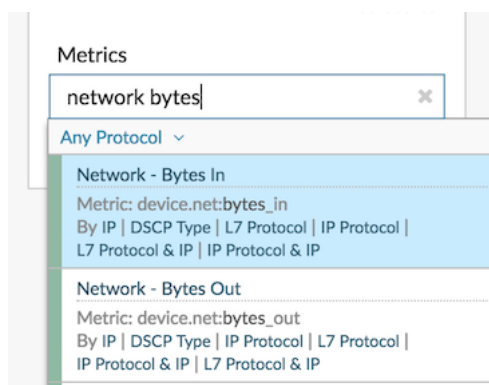 Metrics
network bytes
Any Protocol
Network - Bytes In
Metric: device.net:bytes_in
By IP | DSCP Type | L7 Protocol | IP Protocol |
L7 Protocol & IP | IP Protocol & IP
Network - Bytes Out
Metric: device.net:bytes_out
By IP | DSCP Type | IP Protocol | L7 Protocol |
IP Protocol & IP | L7 Protocol & IP